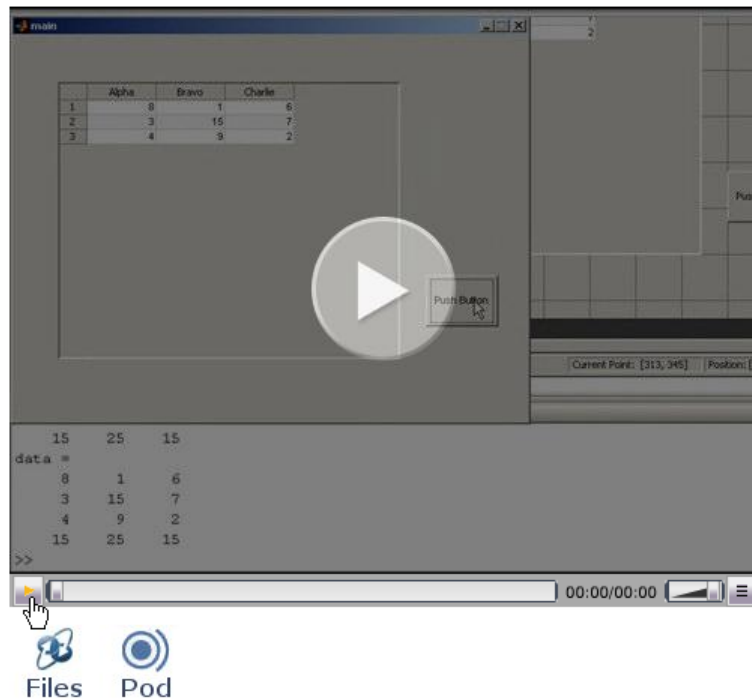 main
2
Alpha Bravo Charlie
1 8 1 6
2 3 15 7
3 4 9 2
Push Button
Current Point: [313, 345] Position: [
15 25 15
data =
8 1 6
3 15 7
4 9 2
15 25 15
>>
00:00/00:00
Files Pod